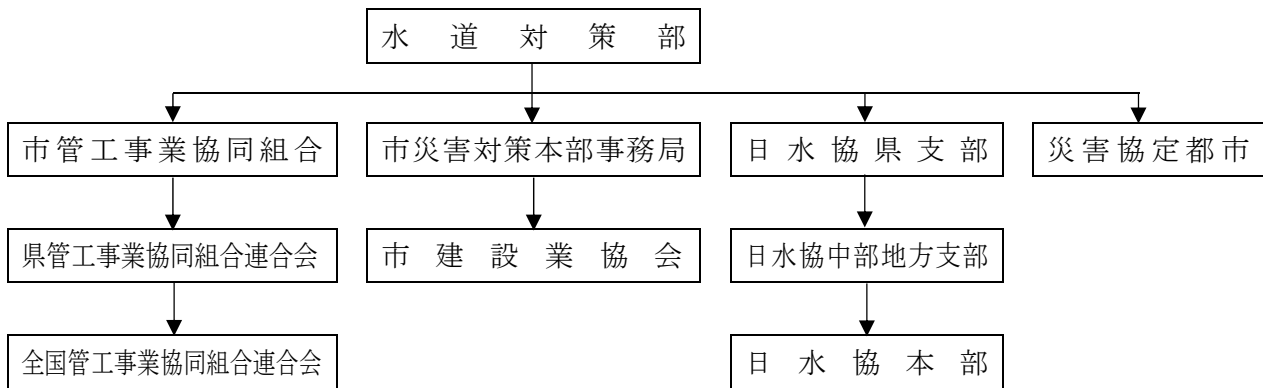 水道対策部
市管工事業協同組合
市災害対策本部事務局
日水協県支部
災害協定都市
県管工事業協同組合連合会
市建設業協会
日水協中部地方支部
全国管工事業協同組合連合会
日水協本部